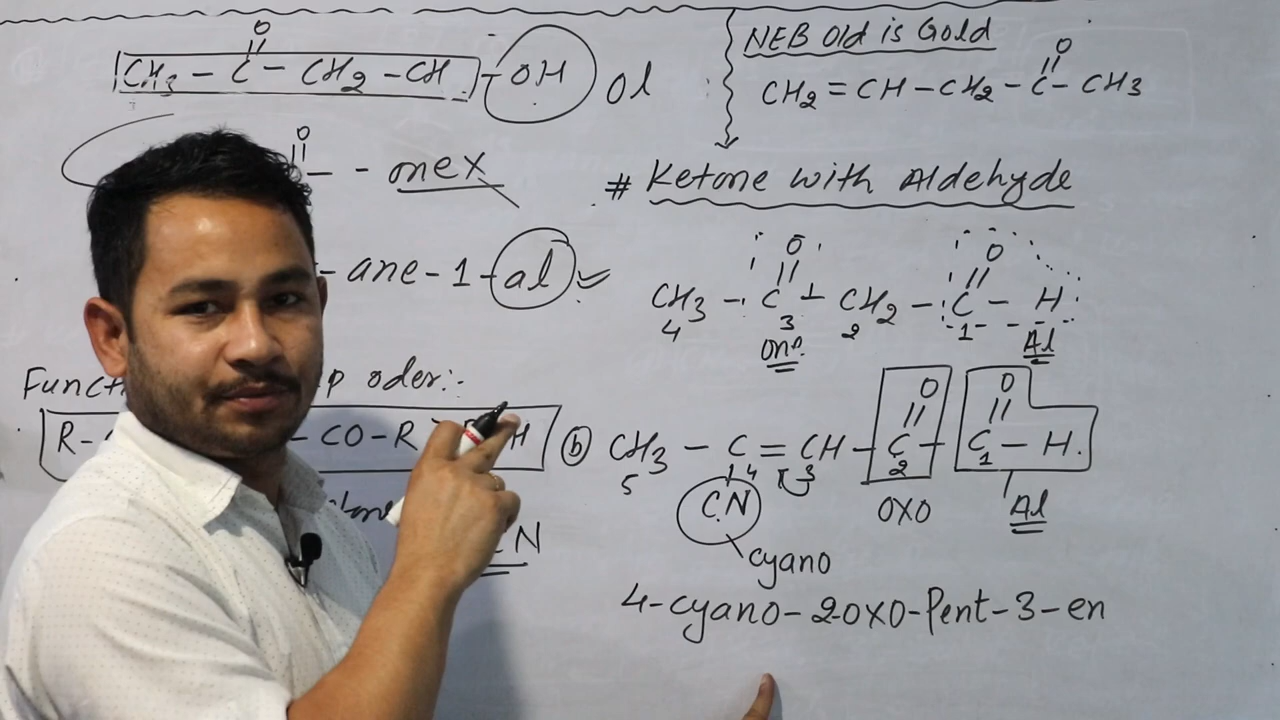 O
CH3 – C – CH2 – CH – OH Ol
O
– - onex
- ane - 1 - al
Funct p oder:-
R- – CO – R H
N
NEB Old is Gold
O
CH2 = CH – CH2 – C – CH3
# Ketone with Aldehyde
O O
CH3 – C – CH2 – C – H
4 3 2 1
one Al
O O
(b) CH3 – C = CH – C – C – H.
5 4 3 2 1
CN OXO Al
cyano
4-cyano-2oxo-Pent-3-en